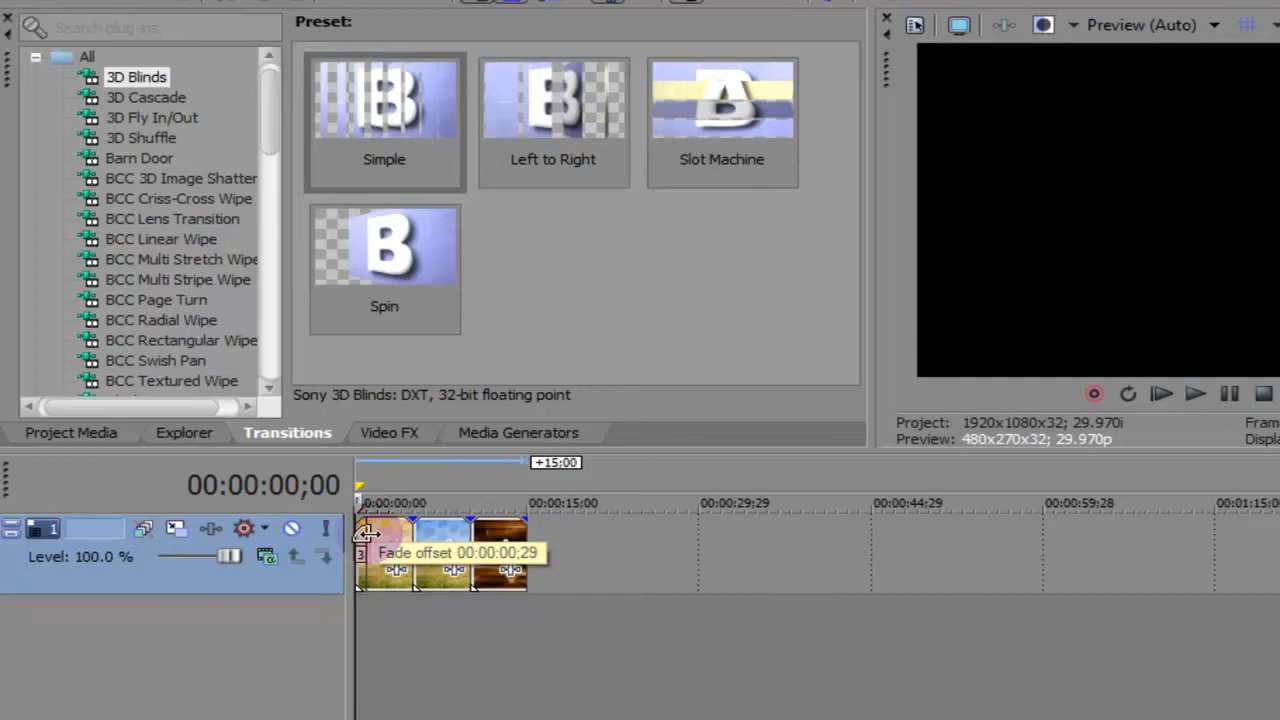 Preset:
Search plug-ins
Preview (Auto)
All
3D Blinds
3D Cascade
3D Fly In/Out
3D Shuffle
Barn Door
BCC 3D Image Shatter
BCC Criss-Cross Wipe
BCC Lens Transition
BCC Linear Wipe
BCC Multi Stretch Wipe
BCC Multi Stripe Wipe
BCC Page Turn
BCC Radial Wipe
BCC Rectangular Wipe
BCC Swish Pan
BCC Textured Wipe
B
B
Simple
Left to Right
Slot Machine
B
Spin
Sony 3D Blinds: DXT, 32-bit floating point
Project Media
Explorer
Transitions
Video FX
Media Generators
Project: 1920x1080x32; 29.970i
Preview: 480x270x32; 29.970p
Fram
Displa
+15;00
00:00:00;00
0:00:00;00
00:00:15;00
00:00:29;29
00:00:44;29
00:00:59;28
00:01:15;0
1
Level: 100.0 %
3
Fade offset 00:00:00;29